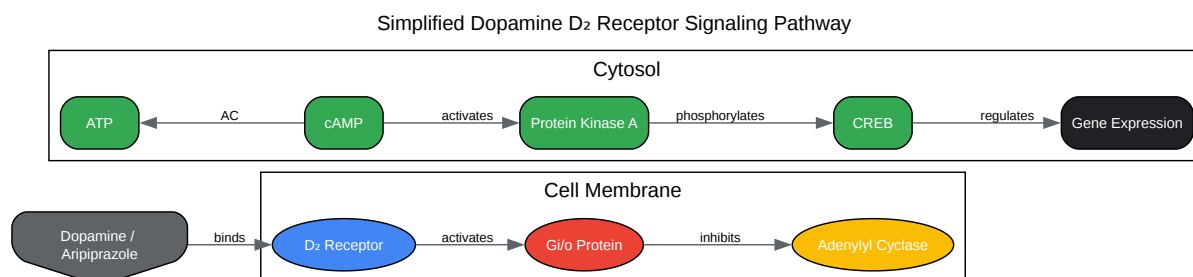 Simplified Dopamine D₂ Receptor Signaling Pathway
Cytosol
ATP
AC
cAMP
activates
Protein Kinase A
phosphorylates
CREB
regulates
Gene Expression
Cell Membrane
Dopamine /
Aripiprazole
binds
D₂ Receptor
activates
Gi/o Protein
inhibits
Adenylyl Cyclase